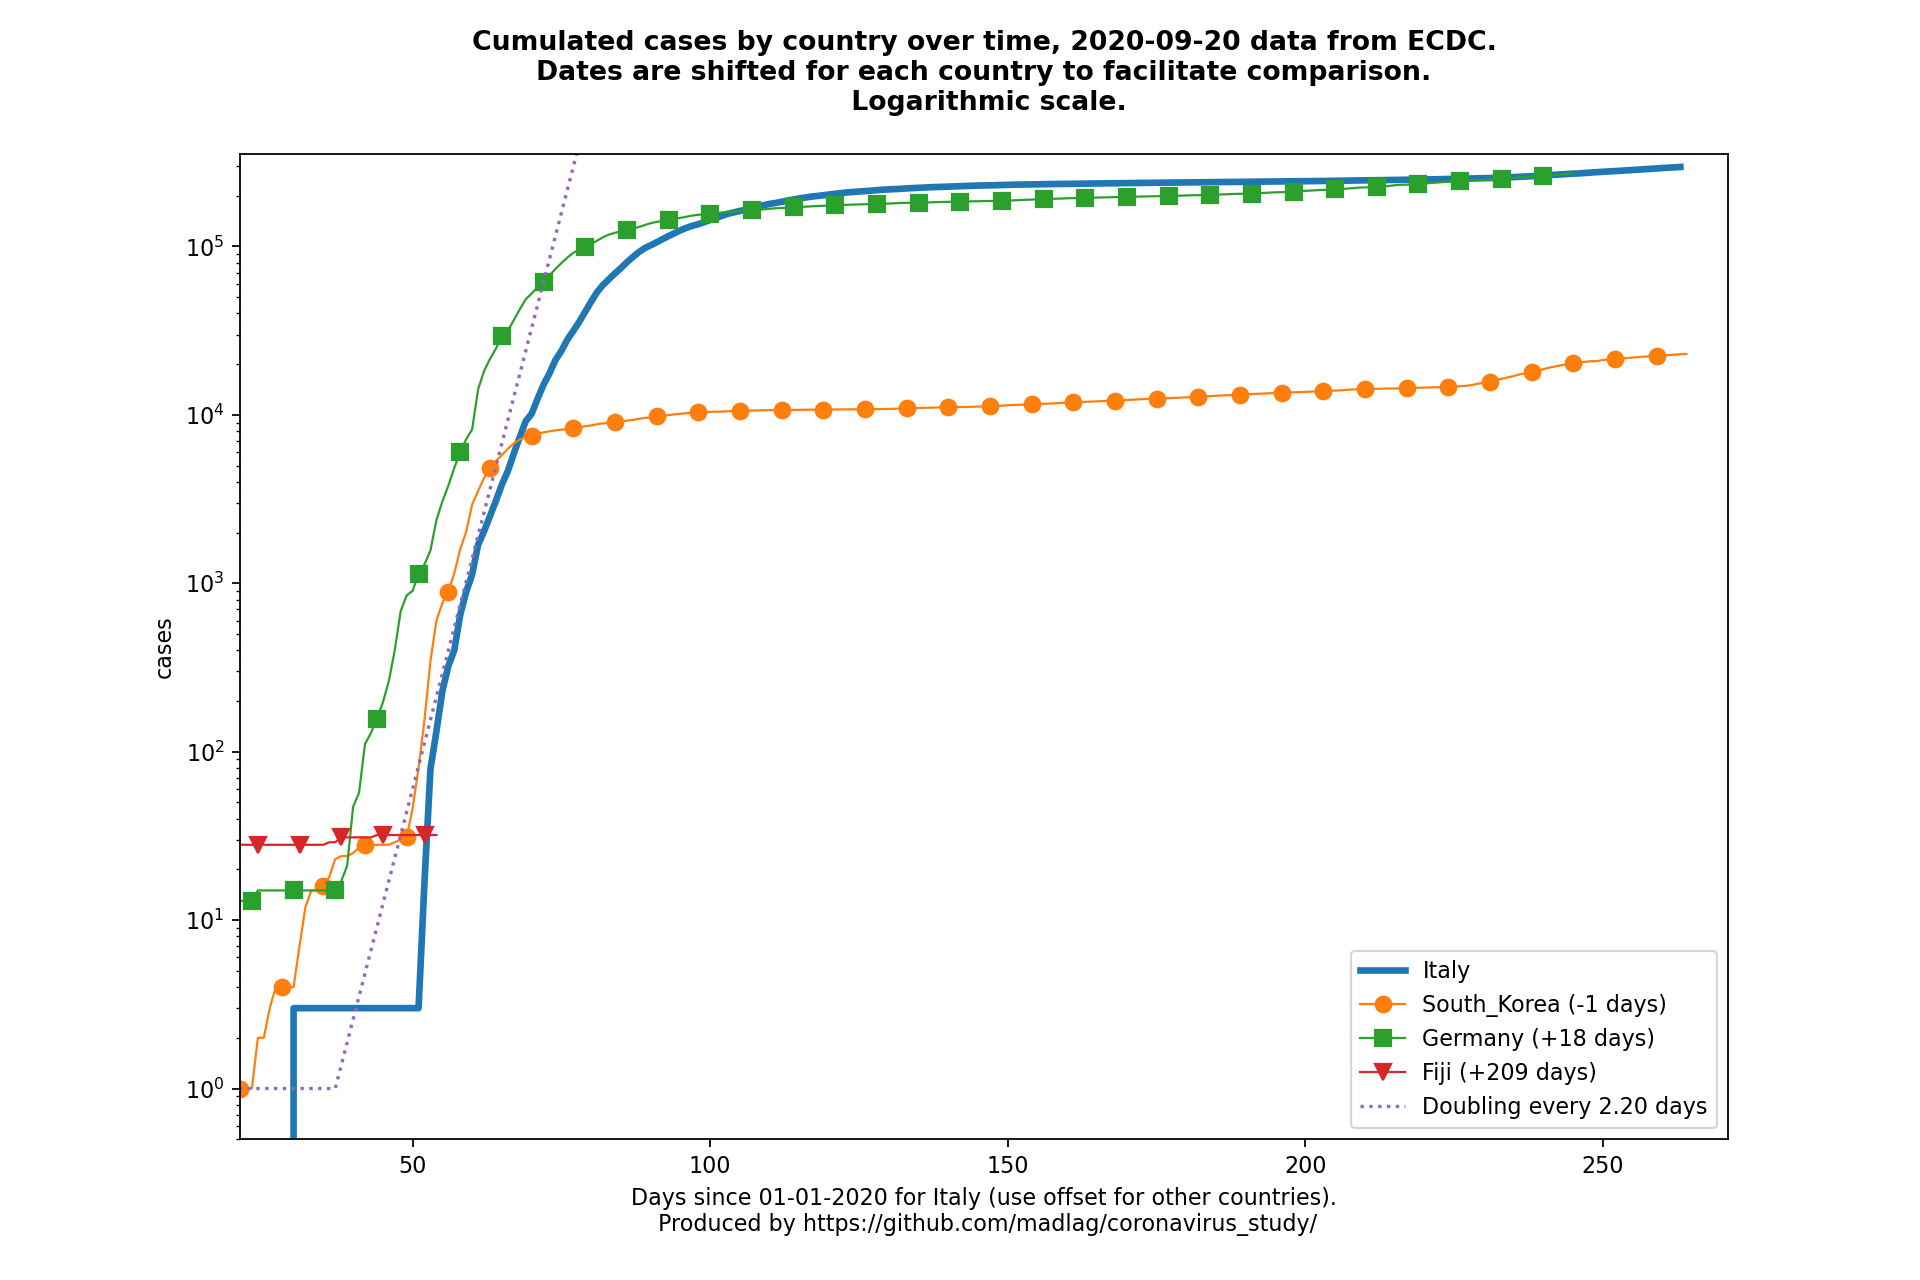 Cumulated cases by country over time, 2020-09-20 data from ECDC.
Dates are shifted for each country to facilitate comparison.
Logarithmic scale.
10^5
10^4
10^3
10^2
10^1
10^0
cases
Italy
South_Korea (-1 days)
Germany (+18 days)
Fiji (+209 days)
Doubling every 2.20 days
50 100 150 200 250
Days since 01-01-2020 for Italy (use offset for other countries).
Produced by https://github.com/madlag/coronavirus_study/